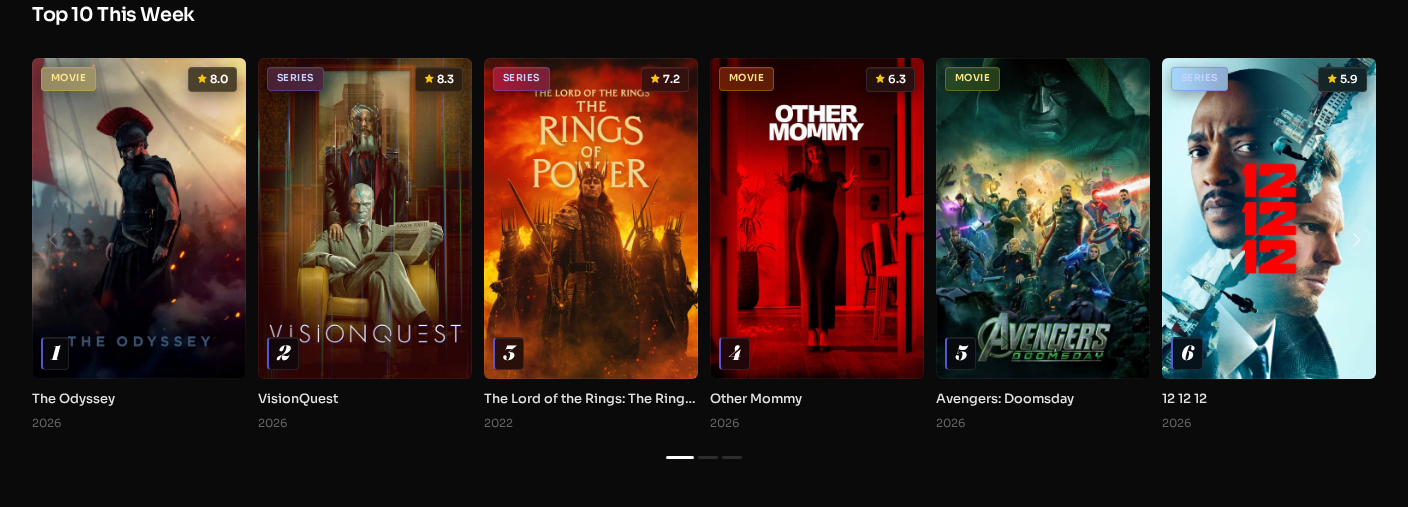 Top 10 This Week
MOVIE
8.0
THE ODYSSEY
1
The Odyssey
2026
SERIES
8.3
VISIONQUEST
2
VisionQuest
2026
SERIES
7.2
THE LORD OF THE RINGS
THE
RINGS
OF
POWER
3
The Lord of the Rings: The Ring...
2022
MOVIE
6.3
OTHER
MOMMY
4
Other Mommy
2026
MOVIE
AVENGERS
DOOMSDAY
5
Avengers: Doomsday
2026
SERIES
5.9
12
12
12
6
12 12 12
2026